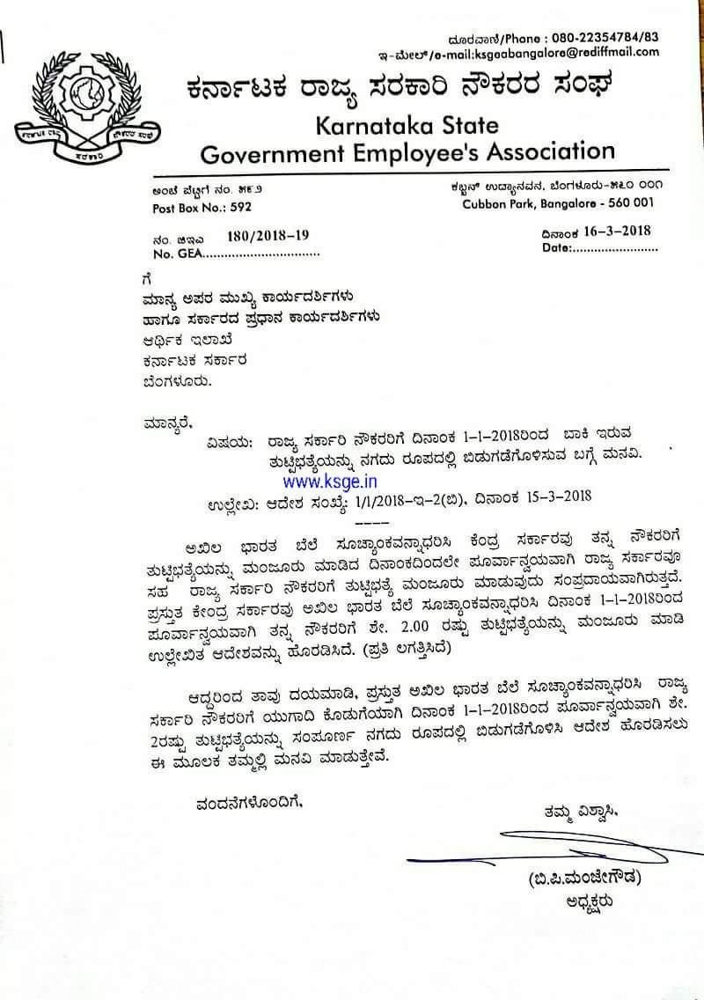 ದೂರವಾಣಿ/Phone : 080-22354784/83
ಇ-ಮೇಲ್/e-mail:ksgeabangalore@rediffmail.com
ಕರ್ನಾಟಕ ರಾಜ್ಯ ಸರಕಾರಿ ನೌಕರರ ಸಂಘ
Karnataka State
Government Employee's Association
ಕರ್ನಾಟಕ ರಾಜ್ಯ ನೌಕರರ ಸಂಘ
ಸರಕಾರಿ
ಅಂಚೆ ಪೆಟ್ಟಿಗೆ ನಂ. ೫೯೨
ಕಬ್ಬನ್ ಉದ್ಯಾನವನ, ಬೆಂಗಳೂರು-೫೬೦ ೦೦೧
Post Box No.: 592
Cubbon Park, Bangalore - 560 001
ನಂ. ಜಿಇಎ 180/2018-19
ದಿನಾಂಕ 16-3-2018
No. GEA...............................
Date:........................
ಗೆ
ಮಾನ್ಯ ಅಪರ ಮುಖ್ಯ ಕಾರ್ಯದರ್ಶಿಗಳು
ಹಾಗೂ ಸರ್ಕಾರದ ಪ್ರಧಾನ ಕಾರ್ಯದರ್ಶಿಗಳು
ಆರ್ಥಿಕ ಇಲಾಖೆ
ಕರ್ನಾಟಕ ಸರ್ಕಾರ
ಬೆಂಗಳೂರು.
ಮಾನ್ಯರೆ,
ವಿಷಯ: ರಾಜ್ಯ ಸರ್ಕಾರಿ ನೌಕರರಿಗೆ ದಿನಾಂಕ 1-1-2018ರಿಂದ ಬಾಕಿ ಇರುವ
ತುಟ್ಟಿಭತ್ಯೆಯನ್ನು ನಗದು ರೂಪದಲ್ಲಿ ಬಿಡುಗಡೆಗೊಳಿಸುವ ಬಗ್ಗೆ ಮನವಿ.
www.ksge.in
ಉಲ್ಲೇಖ: ಆದೇಶ ಸಂಖ್ಯೆ: 1/1/2018-ಇ-2(ಬಿ), ದಿನಾಂಕ 15-3-2018
----
ಅಖಿಲ ಭಾರತ ಬೆಲೆ ಸೂಚ್ಯಾಂಕವನ್ನಾಧರಿಸಿ ಕೆಂದ್ರ ಸರ್ಕಾರವು ತನ್ನ ನೌಕರರಿಗೆ
ತುಟ್ಟಿಭತ್ಯೆಯನ್ನು ಮಂಜೂರು ಮಾಡಿದ ದಿನಾಂಕದಿಂದಲೇ ಪೂರ್ವಾನ್ವಯವಾಗಿ ರಾಜ್ಯ ಸರ್ಕಾರವೂ
ಸಹ ರಾಜ್ಯ ಸರ್ಕಾರಿ ನೌಕರರಿಗೆ ತುಟ್ಟಿಭತ್ಯೆ ಮಂಜೂರು ಮಾಡುವುದು ಸಂಪ್ರದಾಯವಾಗಿರುತ್ತದೆ.
ಪ್ರಸ್ತುತ ಕೇಂದ್ರ ಸರ್ಕಾರವು ಅಖಿಲ ಭಾರತ ಬೆಲೆ ಸೂಚ್ಯಾಂಕವನ್ನಾಧರಿಸಿ ದಿನಾಂಕ 1-1-2018ರಿಂದ
ಪೂರ್ವಾನ್ವಯವಾಗಿ ತನ್ನ ನೌಕರರಿಗೆ ಶೇ. 2.00 ರಷ್ಟು ತುಟ್ಟಿಭತ್ಯೆಯನ್ನು ಮಂಜೂರು ಮಾಡಿ
ಉಲ್ಲೇಖಿತ ಆದೇಶವನ್ನು ಹೊರಡಿಸಿದೆ. (ಪ್ರತಿ ಲಗತ್ತಿಸಿದೆ)
ಆದ್ದರಿಂದ ತಾವು ದಯಮಾಡಿ, ಪ್ರಸ್ತುತ ಅಖಿಲ ಭಾರತ ಬೆಲೆ ಸೂಚ್ಯಾಂಕವನ್ನಾಧರಿಸಿ ರಾಜ್ಯ
ಸರ್ಕಾರಿ ನೌಕರರಿಗೆ ಯುಗಾದಿ ಕೊಡುಗೆಯಾಗಿ ದಿನಾಂಕ 1-1-2018ರಿಂದ ಪೂರ್ವಾನ್ವಯವಾಗಿ ಶೇ.
2ರಷ್ಟು ತುಟ್ಟಿಭತ್ಯೆಯನ್ನು ಸಂಪೂರ್ಣ ನಗದು ರೂಪದಲ್ಲಿ ಬಿಡುಗಡೆಗೊಳಿಸಿ ಆದೇಶ ಹೊರಡಿಸಲು
ಈ ಮೂಲಕ ತಮ್ಮಲ್ಲಿ ಮನವಿ ಮಾಡುತ್ತೇವೆ.
ವಂದನೆಗಳೊಂದಿಗೆ,
ತಮ್ಮ ವಿಶ್ವಾಸಿ,
(ಬಿ.ಪಿ.ಮಂಜೇಗೌಡ)
ಅಧ್ಯಕ್ಷರು